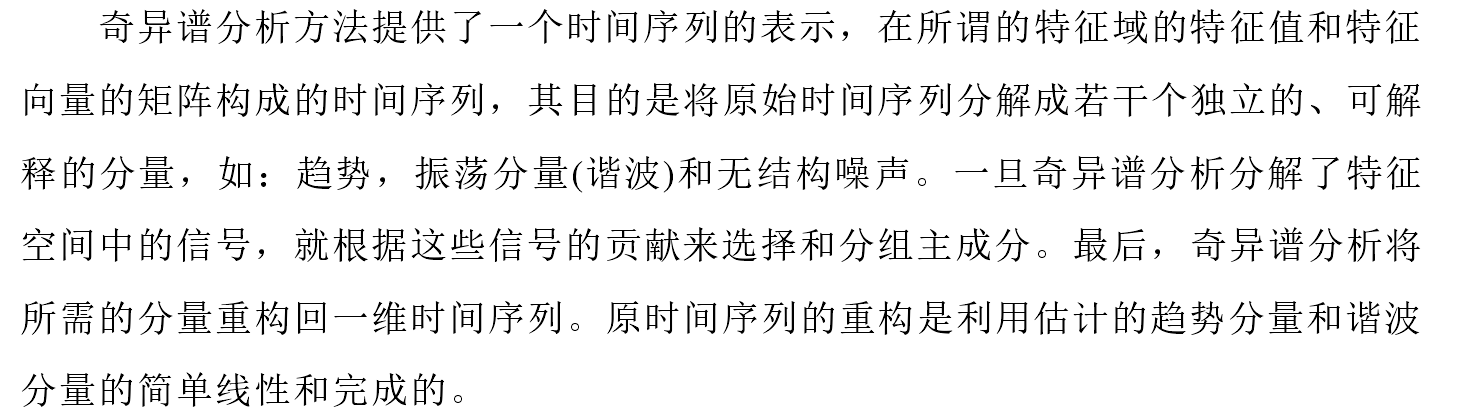 奇异谱分析方法提供了一个时间序列的表示，在所谓的特征域的特征值和特征
向量的矩阵构成的时间序列，其目的是将原始时间序列分解成若干个独立的、可解
释的分量，如：趋势，振荡分量(谐波)和无结构噪声。一旦奇异谱分析分解了特征
空间中的信号，就根据这些信号的贡献来选择和分组主成分。最后，奇异谱分析将
所需的分量重构回一维时间序列。原时间序列的重构是利用估计的趋势分量和谐波
分量的简单线性和完成的。